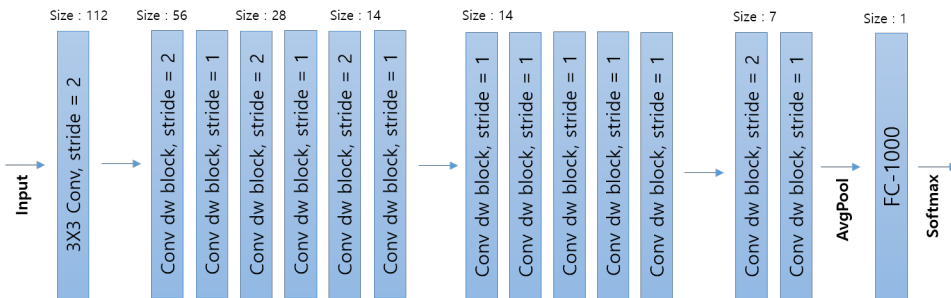 Size : 112
Size : 56
Size : 28
Size : 14
Size : 14
Size : 7
Size : 1
Input
3X3 Conv, stride = 2
Conv dw block, stride = 2
Conv dw block, stride = 1
Conv dw block, stride = 2
Conv dw block, stride = 1
Conv dw block, stride = 2
Conv dw block, stride = 1
Conv dw block, stride = 1
Conv dw block, stride = 1
Conv dw block, stride = 1
Conv dw block, stride = 1
Conv dw block, stride = 1
Conv dw block, stride = 2
Conv dw block, stride = 1
AvgPool
FC-1000
Softmax